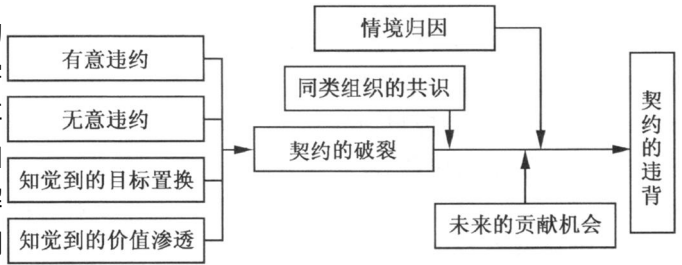 情境归因
有意违约
同类组织的共识
无意违约
契约的破裂
契约的违背
知觉到的目标置换
未来的贡献机会
知觉到的价值渗透